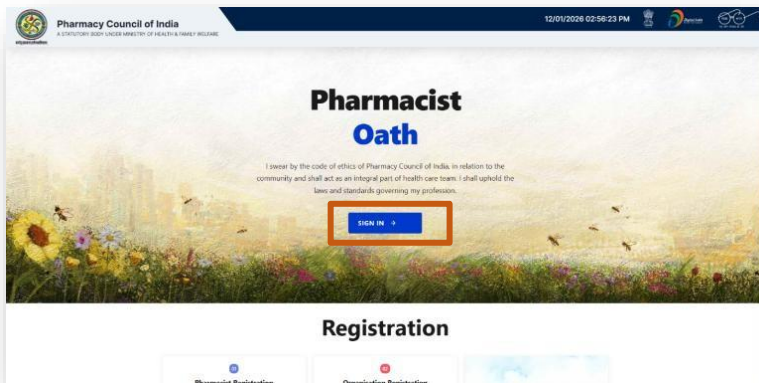 Pharmacy Council of India
A STATUTORY BODY UNDER MINISTRY OF HEALTH & FAMILY WELFARE
12/01/2026 02:56:23 PM
Pharmacist
Oath
I swear by the code of ethics of Pharmacy Council of India, in relation to the
community and shall act as an integral part of health care team. I shall uphold the
laws and standards governing my profession.
SIGN IN →
Registration
01
02
Pharmacist Registration
Organisation Registration